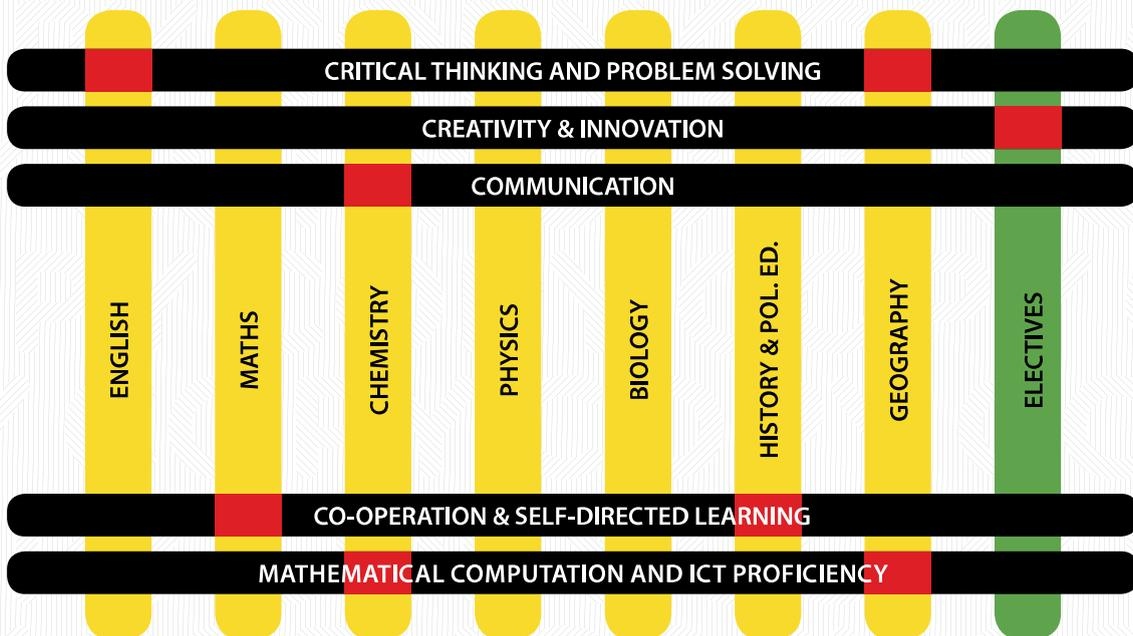 CRITICAL THINKING AND PROBLEM SOLVING
CREATIVITY & INNOVATION
COMMUNICATION
ENGLISH
MATHS
CHEMISTRY
PHYSICS
BIOLOGY
HISTORY & POL. ED.
GEOGRAPHY
ELECTIVES
CO-OPERATION & SELF-DIRECTED LEARNING
MATHEMATICAL COMPUTATION AND ICT PROFICIENCY